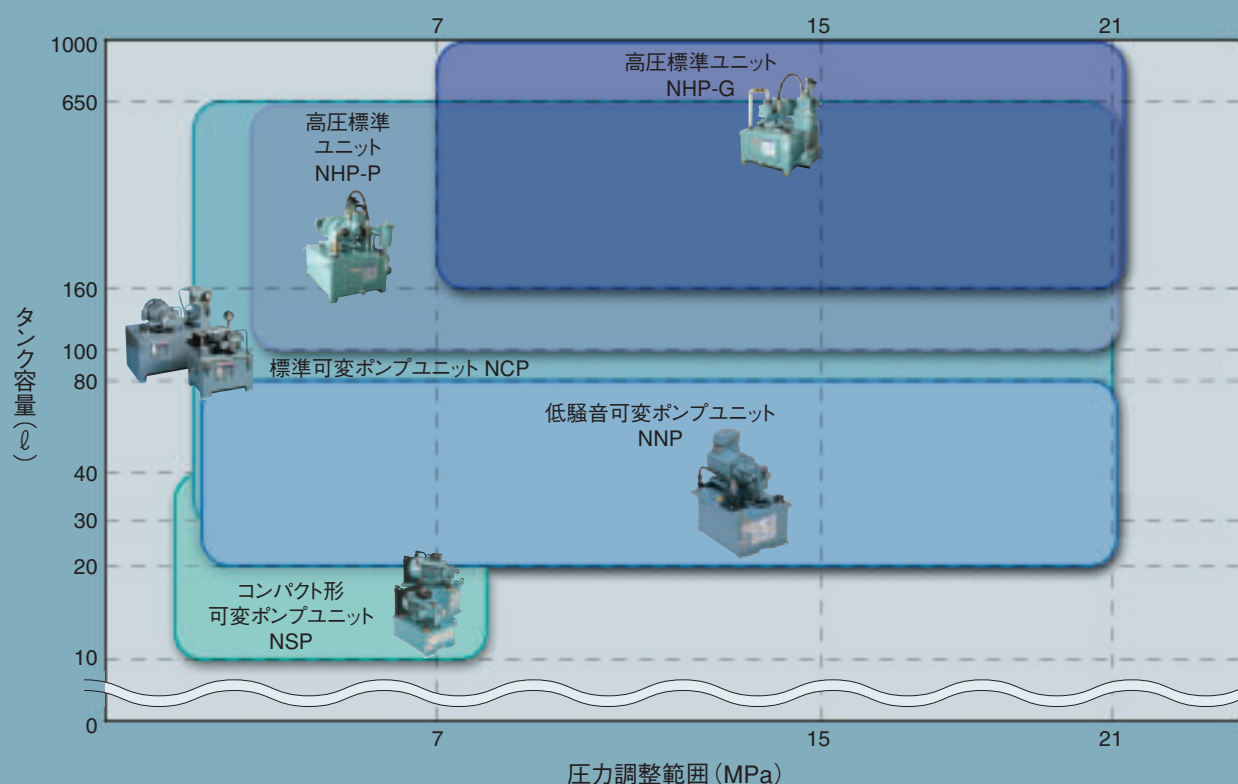 7 15 21
1000
650
160
100
80
40
30
20
10
0
タンク容量(ℓ)
高圧標準ユニット
NHP-G
高圧標準
ユニット
NHP-P
標準可変ポンプユニット NCP
低騒音可変ポンプユニット
NNP
コンパクト形
可変ポンプユニット
NSP
7 15 21
圧力調整範囲(MPa)